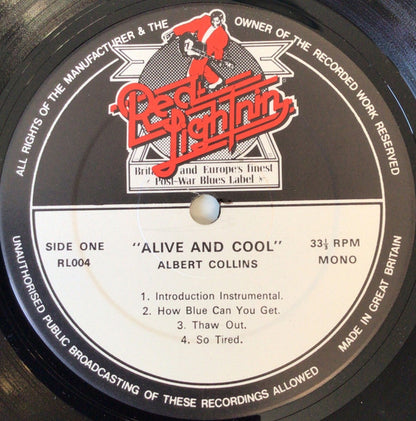 ALL RIGHTS OF THE MANUFACTURER & THE OWNER OF THE RECORDED WORK RESERVED
Red
Lightnin'
Britain's and Europe's finest
Post-War Blues Label
SIDE ONE
RL004
"ALIVE AND COOL"
ALBERT COLLINS
33⅓ RPM
MONO
1. Introduction Instrumental.
2. How Blue Can You Get.
3. Thaw Out.
4. So Tired.
UNAUTHORISED PUBLIC BROADCASTING OF THESE RECORDINGS ALLOWED
MADE IN GREAT BRITAIN